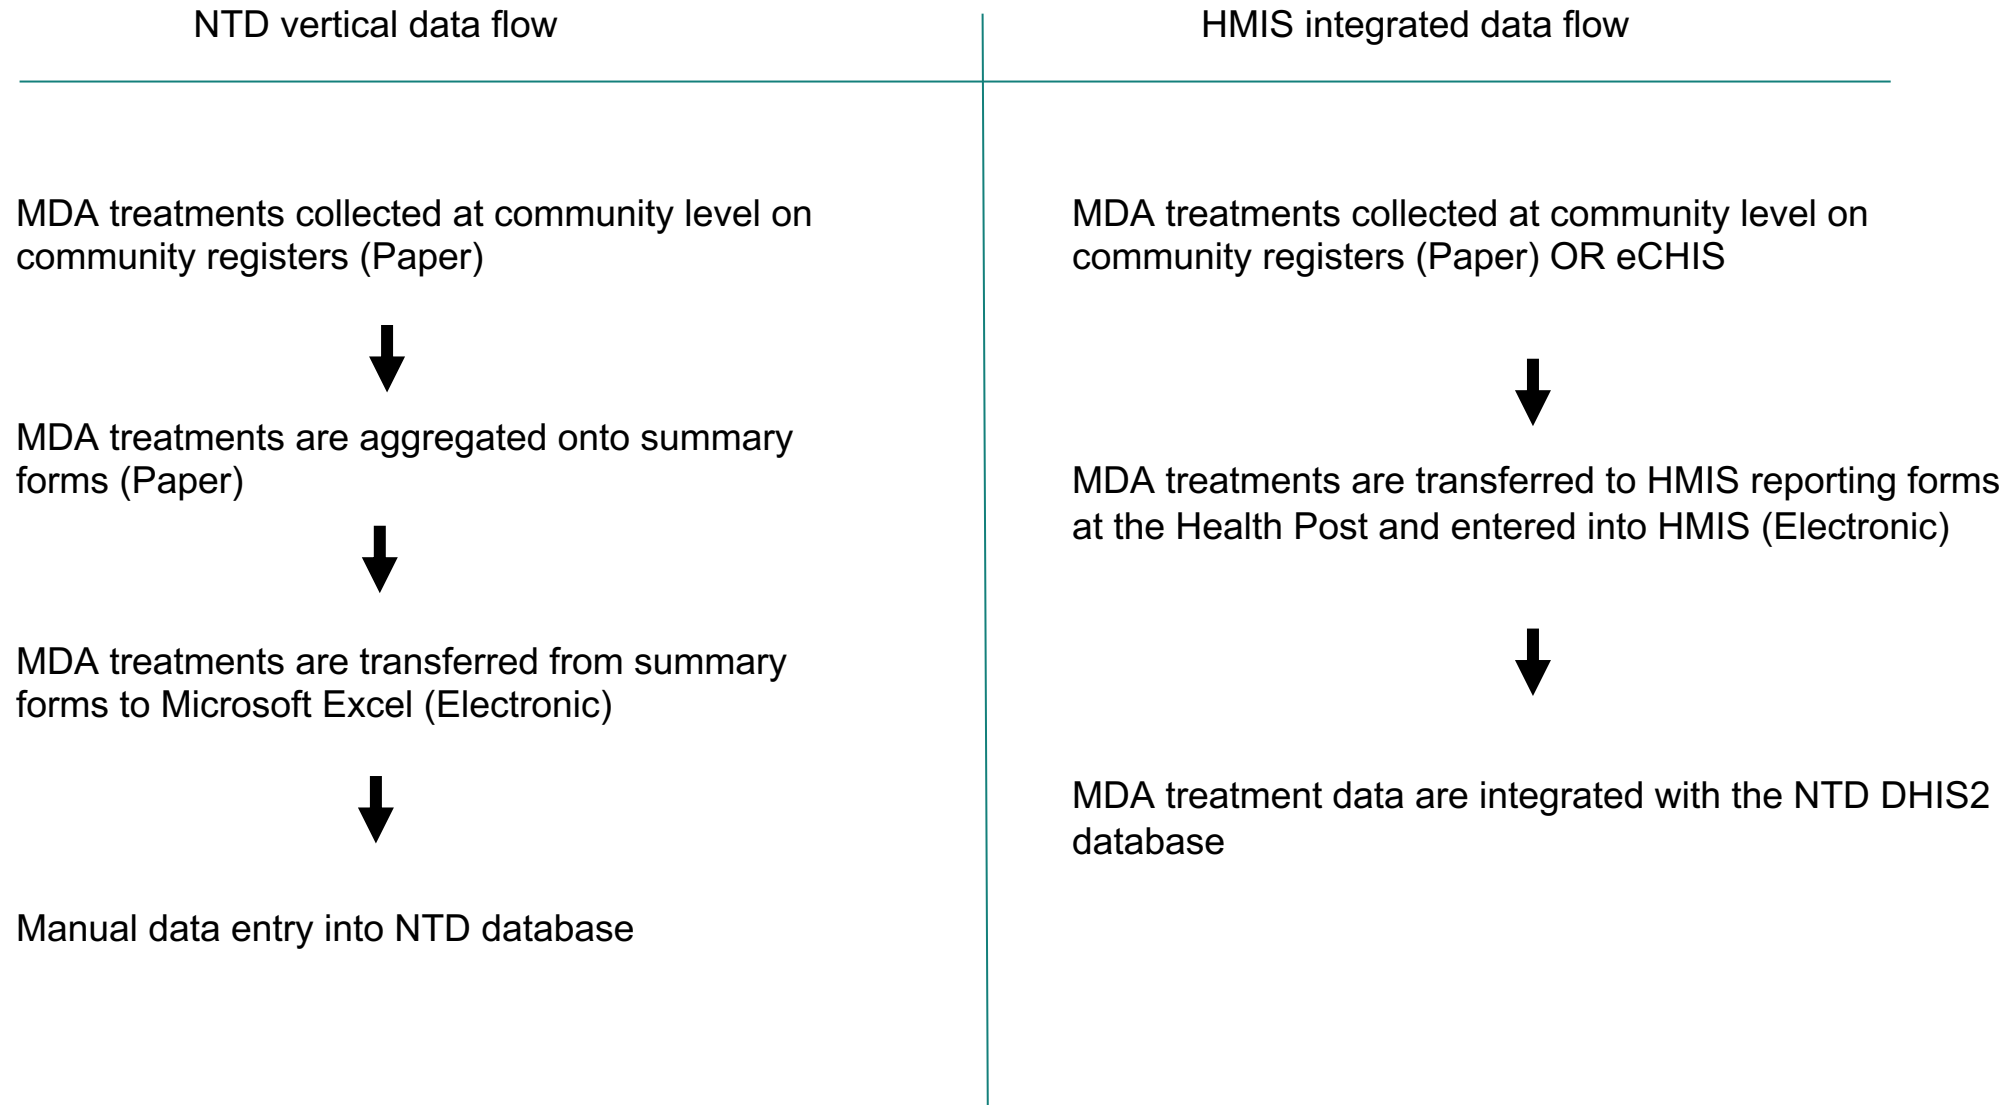 NTD vertical data flow
HMIS integrated data flow
MDA treatments collected at community level on
community registers (Paper)
MDA treatments are aggregated onto summary
forms (Paper)
MDA treatments are transferred from summary
forms to Microsoft Excel (Electronic)
Manual data entry into NTD database
MDA treatments collected at community level on
community registers (Paper) OR eCHIS
MDA treatments are transferred to HMIS reporting forms
at the Health Post and entered into HMIS (Electronic)
MDA treatment data are integrated with the NTD DHIS2
database